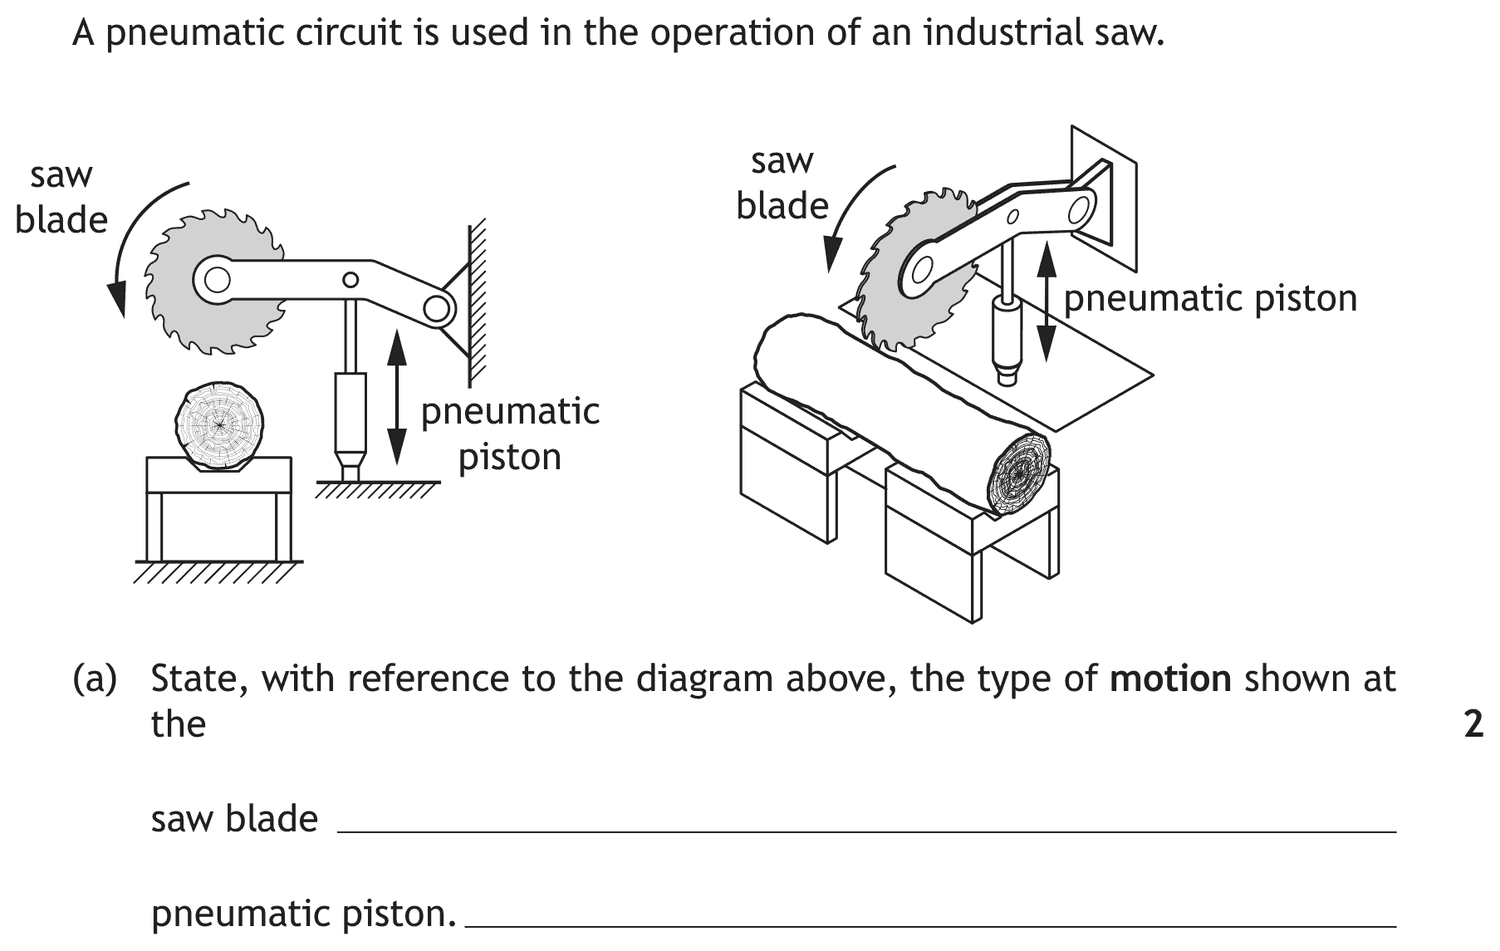 A pneumatic circuit is used in the operation of an industrial saw.
saw
blade
pneumatic
piston
saw
blade
pneumatic piston
(a) State, with reference to the diagram above, the type of motion shown at
the 2
saw blade
pneumatic piston.